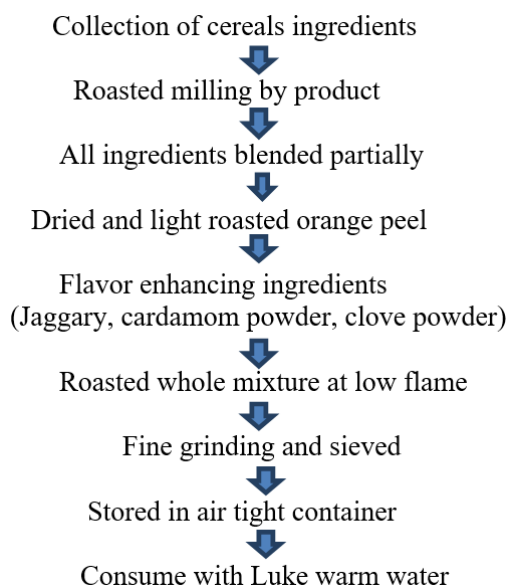 Collection of cereals ingredients
Roasted milling by product
All ingredients blended partially
Dried and light roasted orange peel
Flavor enhancing ingredients
(Jaggary, cardamom powder, clove powder)
Roasted whole mixture at low flame
Fine grinding and sieved
Stored in air tight container
Consume with Luke warm water